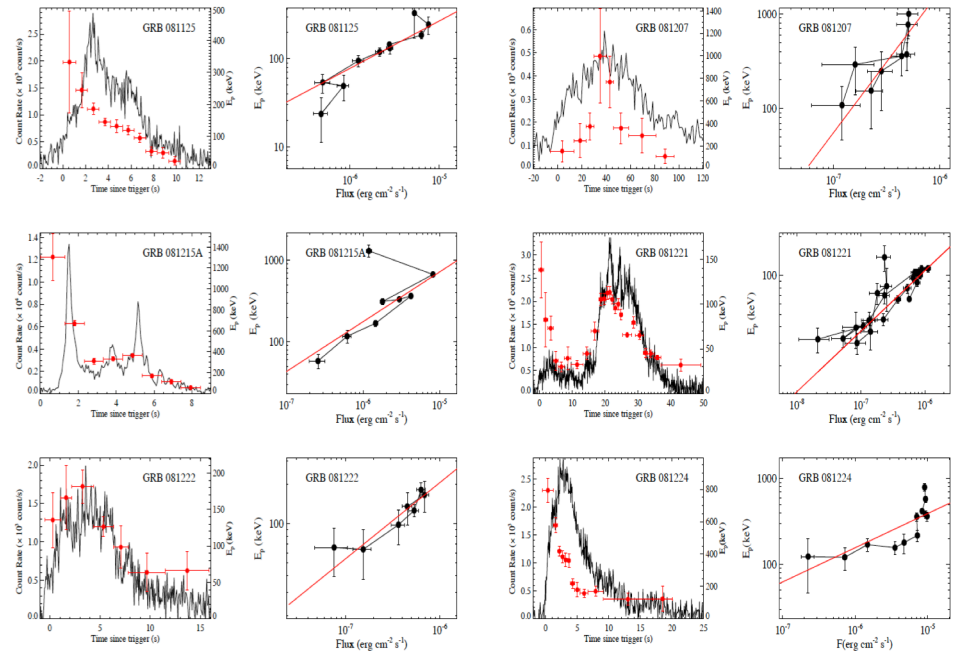 GRB 081125
Count Rate (× 10³ count/s)
2.5
2.0
1.5
1.0
0.5
0.0
500
400
300
200
100
0
E_p (keV)
-2 0 2 4 6 8 10 12
Time since trigger (s)
GRB 081125
E_p (keV)
100
10
10⁻⁶ 10⁻⁵
Flux (erg cm⁻² s⁻¹)
GRB 081207
Count Rate (× 10³ count/s)
0.7
0.6
0.5
0.4
0.3
0.2
0.1
0.0
1400
1200
1000
800
600
400
200
0
E_p (keV)
-20 0 20 40 60 80 100 120
Time since trigger (s)
GRB 081207
E_p (keV)
1000
100
10⁻⁷ 10⁻⁶
Flux (erg cm⁻² s⁻¹)
GRB 081215A
1.4
1.2
1.0
0.8
0.6
0.4
0.2
0.0
1400
1200
1000
800
600
400
200
0
E_p (keV)
0 2 4 6 8
Time since trigger (s)
GRB 081215A
E_p (keV)
1000
100
10⁻⁷ 10⁻⁶ 10⁻⁵
Flux (erg cm⁻² s⁻¹)
GRB 081221
Count Rate (× 10³ count/s)
3.5
3.0
2.5
2.0
1.5
1.0
0.5
0.0
150
100
50
0
E_p (keV)
0 10 20 30 40 50
Time since trigger (s)
GRB 081221
E_p (keV)
100
10⁻⁸ 10⁻⁷ 10⁻⁶
Flux (erg cm⁻² s⁻¹)
GRB 081222
Count Rate (× 10³ count/s)
2.0
1.5
1.0
0.5
0.0
200
150
100
50
0
E_p (keV)
0 5 10 15
Time since trigger (s)
GRB 081222
E_p (keV)
100
10⁻⁷ 10⁻⁶
Flux (erg cm⁻² s⁻¹)
GRB 081224
Count Rate (× 10³ count/s)
2.5
2.0
1.5
1.0
0.5
0.0
800
600
400
200
0
E_p (keV)
0 5 10 15 20 25
Time since trigger (s)
GRB 081224
E_p (keV)
1000
100
10⁻⁷ 10⁻⁶ 10⁻⁵
F(erg cm⁻² s⁻¹)